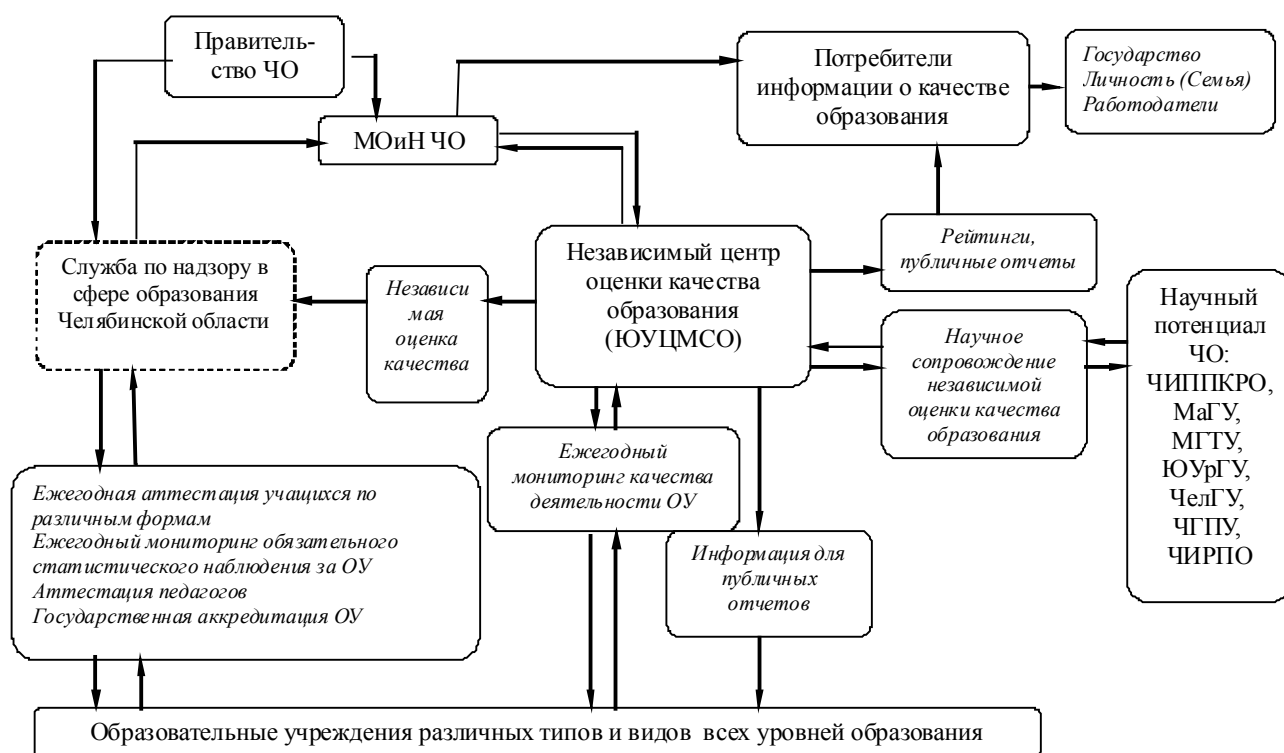 Правитель-
ство ЧО
МОиН ЧО
Потребители
информации о качестве
образования
Государство
Личность (Семья)
Работодатели
Служба по надзору в
сфере образования
Челябинской области
Независи
мая
оценка
качества
Независимый центр
оценки качества
образования
(ЮУЦМСО)
Рейтинги,
публичные отчеты
Научное
сопровождение
независимой
оценки качества
образования
Научный
потенциал
ЧО:
ЧИППКРО,
МаГУ,
МГТУ,
ЮУрГУ,
ЧелГУ,
ЧГПУ,
ЧИРПО
Ежегодная аттестация учащихся по
различным формам
Ежегодный мониторинг обязательного
статистического наблюдения за ОУ
Аттестация педагогов
Государственная аккредитация ОУ
Ежегодный
мониторинг качества
деятельности ОУ
Информация для
публичных
отчетов
Образовательные учреждения различных типов и видов всех уровней образования